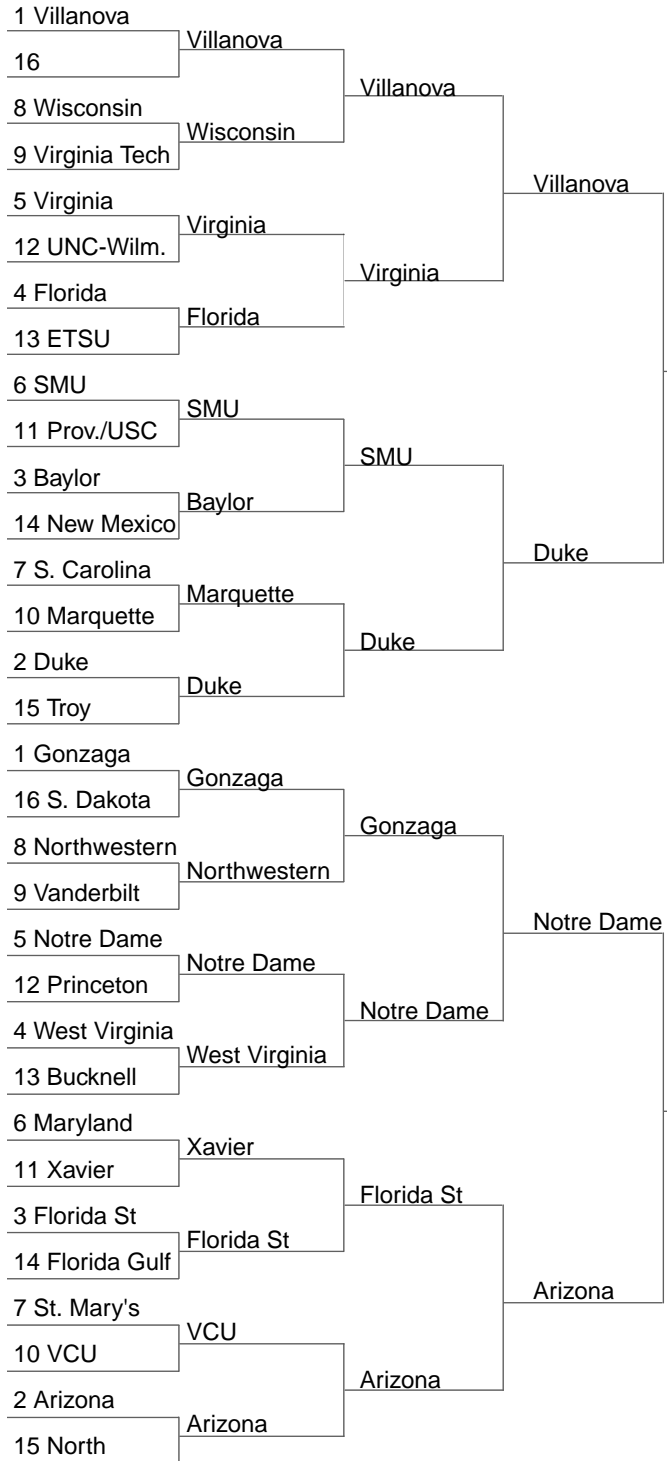 1 Villanova
16
8 Wisconsin
9 Virginia Tech
5 Virginia
12 UNC-Wilm.
4 Florida
13 ETSU
6 SMU
11 Prov./USC
3 Baylor
14 New Mexico
7 S. Carolina
10 Marquette
2 Duke
15 Troy
1 Gonzaga
16 S. Dakota
8 Northwestern
9 Vanderbilt
5 Notre Dame
12 Princeton
4 West Virginia
13 Bucknell
6 Maryland
11 Xavier
3 Florida St
14 Florida Gulf
7 St. Mary's
10 VCU
2 Arizona
15 North
Villanova
Wisconsin
Virginia
Florida
SMU
Baylor
Marquette
Duke
Gonzaga
Northwestern
Notre Dame
West Virginia
Xavier
Florida St
VCU
Arizona
Villanova
Virginia
SMU
Duke
Gonzaga
Notre Dame
Florida St
Arizona
Villanova
Duke
Notre Dame
Arizona